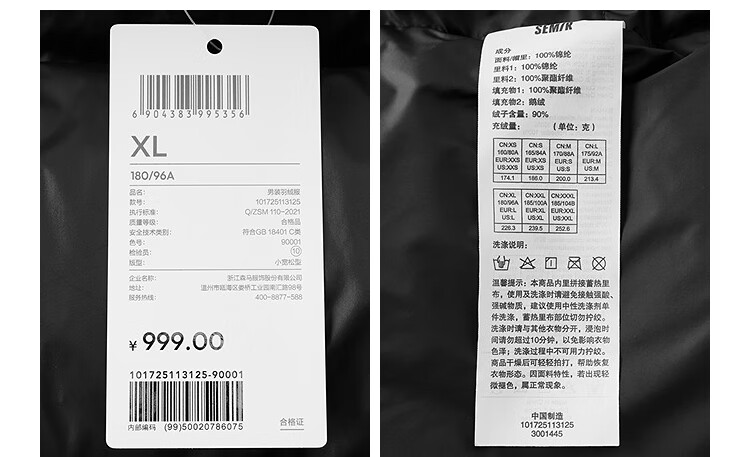 6 904383 995356
XL
180/96A
品名: 男装羽绒服
款号: 101725113125
执行标准: Q/ZSM 110-2021
质量等级: 合格品
安全技术类别: 符合GB 18401 C类
色号: 90001
检验员: 10
版型: 小宽松型
企业名称: 浙江森马服饰股份有限公司
地址: 温州市瓯海区娄桥工业园南汇路98号
服务热线: 400-8877-588
¥ 999.00
101725113125-90001
内部编码 (99)50020786075
合格证
SEMIR
成分
面料/帽里: 100%锦纶
里料1: 100%锦纶
里料2: 100%聚酯纤维
填充物1: 100%聚酯纤维
填充物2: 鹅绒
绒子含量: 90%
充绒量: (单位: 克)
CN:XS CN:S CN:M CN:L
160/80A 165/84A 170/88A 175/92A
EUR:XXS EUR:XS EUR:S EUR:M
US:XXS US:XS US:S US:M
174.1 186.0 200.0 213.4
CN:XL CN:XXL CN:XXXL
180/96A 185/100A 185/104B
EUR:L EUR:XL EUR:XXL
US:L US:XL US:XXL
226.3 239.5 252.6
洗涤说明:
温馨提示: 本商品内里拼接蓄热里
布，使用及洗涤时请避免接触强酸、
强碱物质，建议使用中性洗涤剂单
件洗涤，蓄热里布部位切勿拧绞。
洗涤时请与其他衣物分开，浸泡时
间请勿超过10分钟，以免影响衣物
色泽; 洗涤过程中不可用力拧绞。
商品干燥后可轻轻拍打，帮助恢复
衣物形态。因面料特性，若出现轻
微褪色，属正常现象。
中国制造
101725113125
3001445